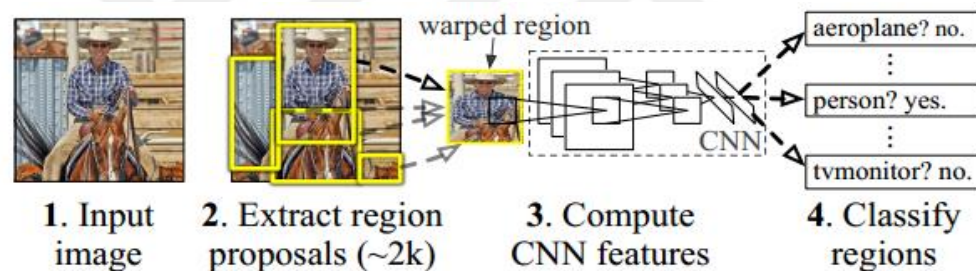 warped region
aeroplane? no.
⋮
person? yes.
⋮
tvmonitor? no.
CNN
1. Input
image
2. Extract region
proposals (~2k)
3. Compute
CNN features
4. Classify
regions